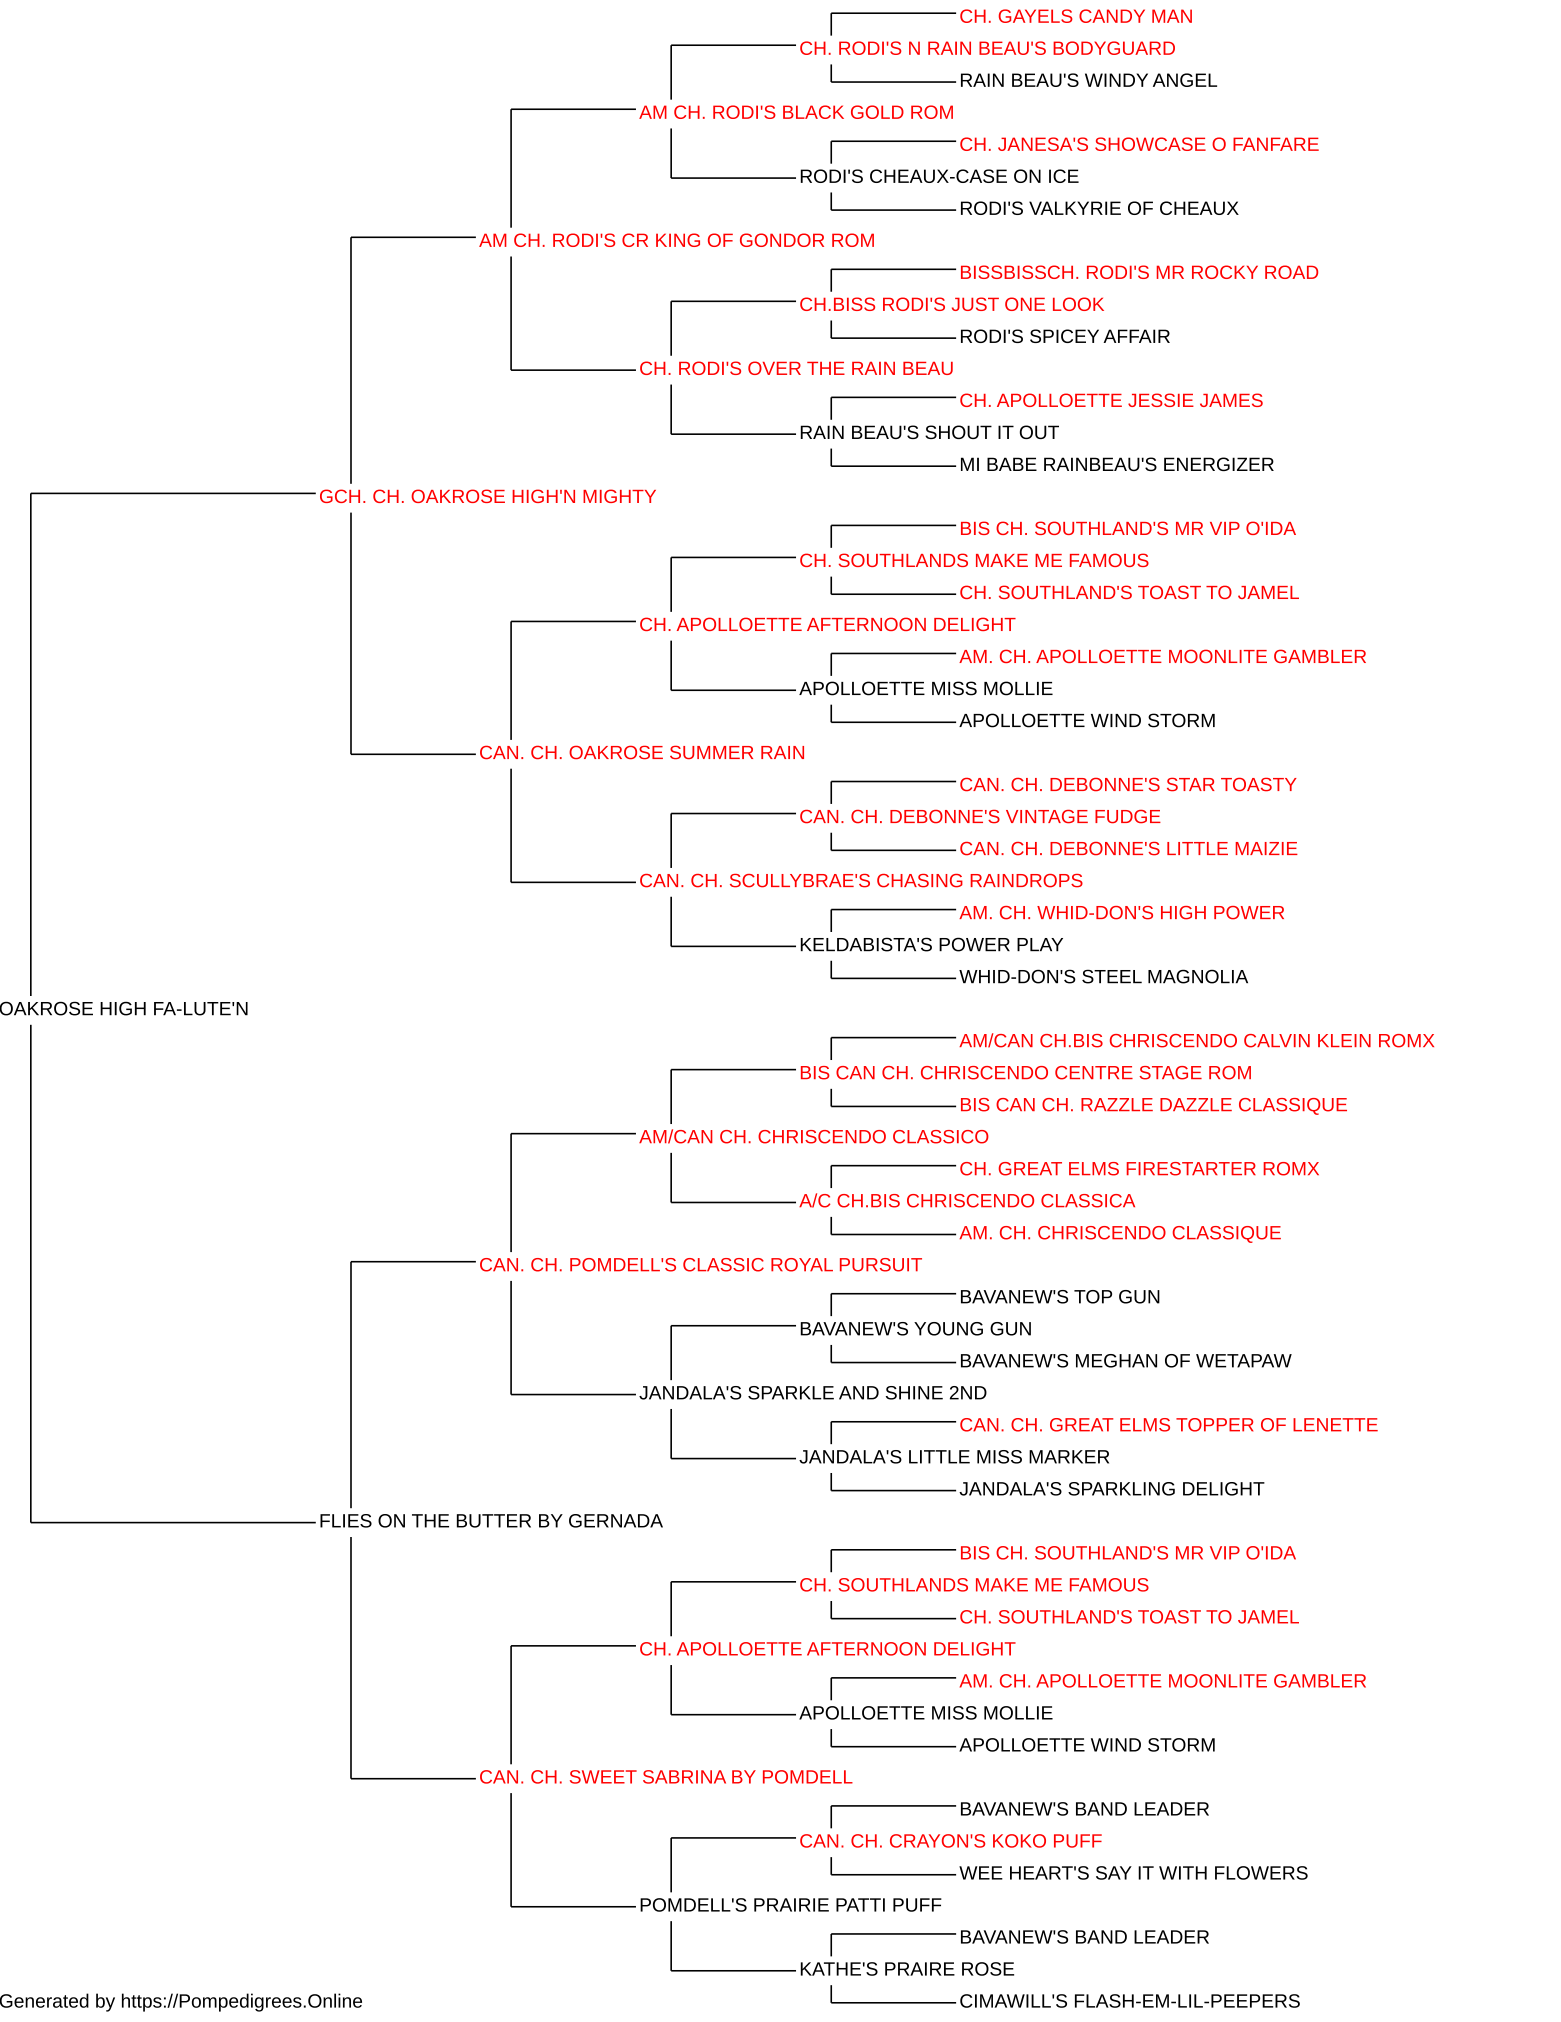 CH. GAYELS CANDY MAN
CH. RODI'S N RAIN BEAU'S BODYGUARD
RAIN BEAU'S WINDY ANGEL
AM CH. RODI'S BLACK GOLD ROM
CH. JANESA'S SHOWCASE O FANFARE
RODI'S CHEAUX-CASE ON ICE
RODI'S VALKYRIE OF CHEAUX
AM CH. RODI'S CR KING OF GONDOR ROM
BISSBISSCH. RODI'S MR ROCKY ROAD
CH.BISS RODI'S JUST ONE LOOK
RODI'S SPICEY AFFAIR
CH. RODI'S OVER THE RAIN BEAU
CH. APOLLOETTE JESSIE JAMES
RAIN BEAU'S SHOUT IT OUT
MI BABE RAINBEAU'S ENERGIZER
GCH. CH. OAKROSE HIGH'N MIGHTY
BIS CH. SOUTHLAND'S MR VIP O'IDA
CH. SOUTHLANDS MAKE ME FAMOUS
CH. SOUTHLAND'S TOAST TO JAMEL
CH. APOLLOETTE AFTERNOON DELIGHT
AM. CH. APOLLOETTE MOONLITE GAMBLER
APOLLOETTE MISS MOLLIE
APOLLOETTE WIND STORM
CAN. CH. OAKROSE SUMMER RAIN
CAN. CH. DEBONNE'S STAR TOASTY
CAN. CH. DEBONNE'S VINTAGE FUDGE
CAN. CH. DEBONNE'S LITTLE MAIZIE
CAN. CH. SCULLYBRAE'S CHASING RAINDROPS
AM. CH. WHID-DON'S HIGH POWER
KELDABISTA'S POWER PLAY
WHID-DON'S STEEL MAGNOLIA
OAKROSE HIGH FA-LUTE'N
AM/CAN CH.BIS CHRISCENDO CALVIN KLEIN ROMX
BIS CAN CH. CHRISCENDO CENTRE STAGE ROM
BIS CAN CH. RAZZLE DAZZLE CLASSIQUE
AM/CAN CH. CHRISCENDO CLASSICO
CH. GREAT ELMS FIRESTARTER ROMX
A/C CH.BIS CHRISCENDO CLASSICA
AM. CH. CHRISCENDO CLASSIQUE
CAN. CH. POMDELL'S CLASSIC ROYAL PURSUIT
BAVANEW'S TOP GUN
BAVANEW'S YOUNG GUN
BAVANEW'S MEGHAN OF WETAPAW
JANDALA'S SPARKLE AND SHINE 2ND
CAN. CH. GREAT ELMS TOPPER OF LENETTE
JANDALA'S LITTLE MISS MARKER
JANDALA'S SPARKLING DELIGHT
FLIES ON THE BUTTER BY GERNADA
BIS CH. SOUTHLAND'S MR VIP O'IDA
CH. SOUTHLANDS MAKE ME FAMOUS
CH. SOUTHLAND'S TOAST TO JAMEL
CH. APOLLOETTE AFTERNOON DELIGHT
AM. CH. APOLLOETTE MOONLITE GAMBLER
APOLLOETTE MISS MOLLIE
APOLLOETTE WIND STORM
CAN. CH. SWEET SABRINA BY POMDELL
BAVANEW'S BAND LEADER
CAN. CH. CRAYON'S KOKO PUFF
WEE HEART'S SAY IT WITH FLOWERS
POMDELL'S PRAIRIE PATTI PUFF
BAVANEW'S BAND LEADER
KATHE'S PRAIRE ROSE
CIMAWILL'S FLASH-EM-LIL-PEEPERS
Generated by https://Pompedigrees.Online